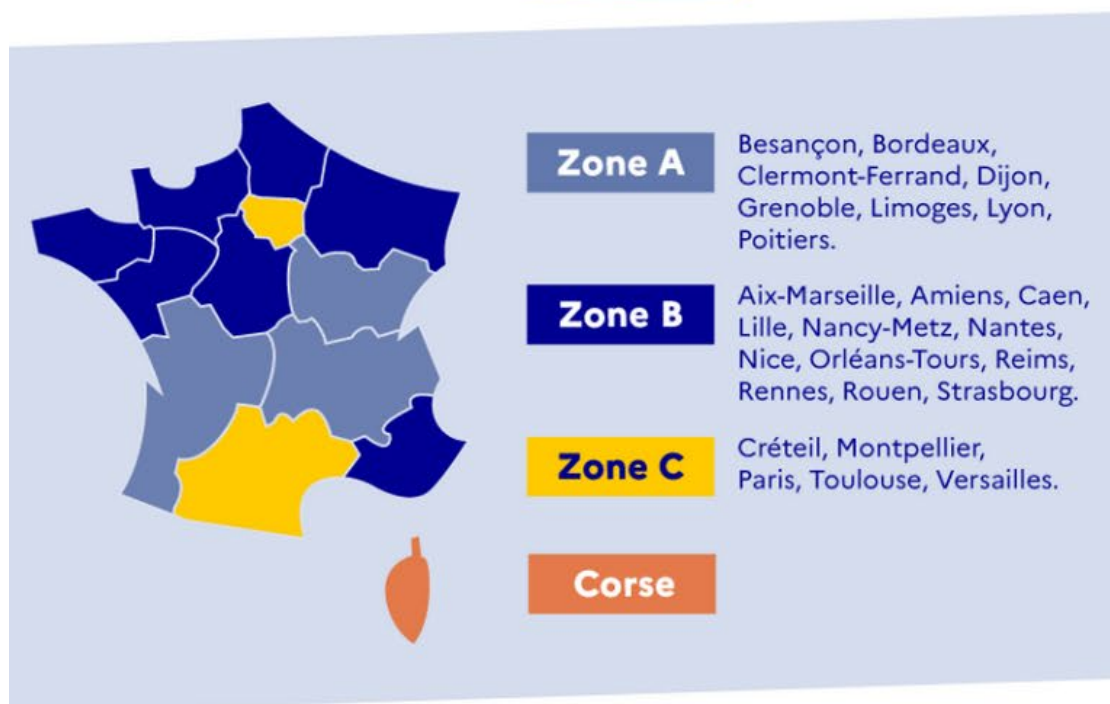 Zone A
Besançon, Bordeaux,
Clermont-Ferrand, Dijon,
Grenoble, Limoges, Lyon,
Poitiers.
Zone B
Aix-Marseille, Amiens, Caen,
Lille, Nancy-Metz, Nantes,
Nice, Orléans-Tours, Reims,
Rennes, Rouen, Strasbourg.
Zone C
Créteil, Montpellier,
Paris, Toulouse, Versailles.
Corse